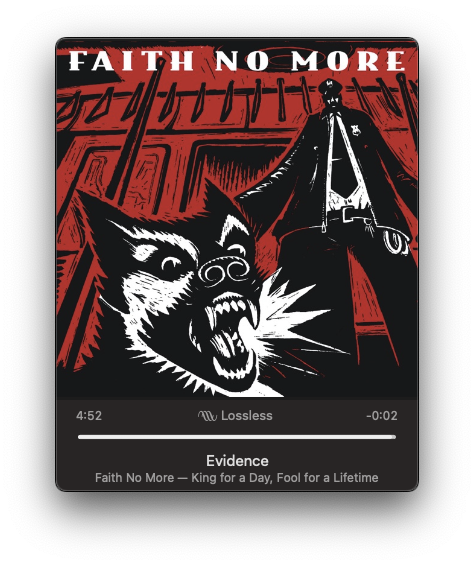 FAITH NO MORE
4:52 Lossless -0:02
Evidence
Faith No More — King for a Day, Fool for a Lifetime